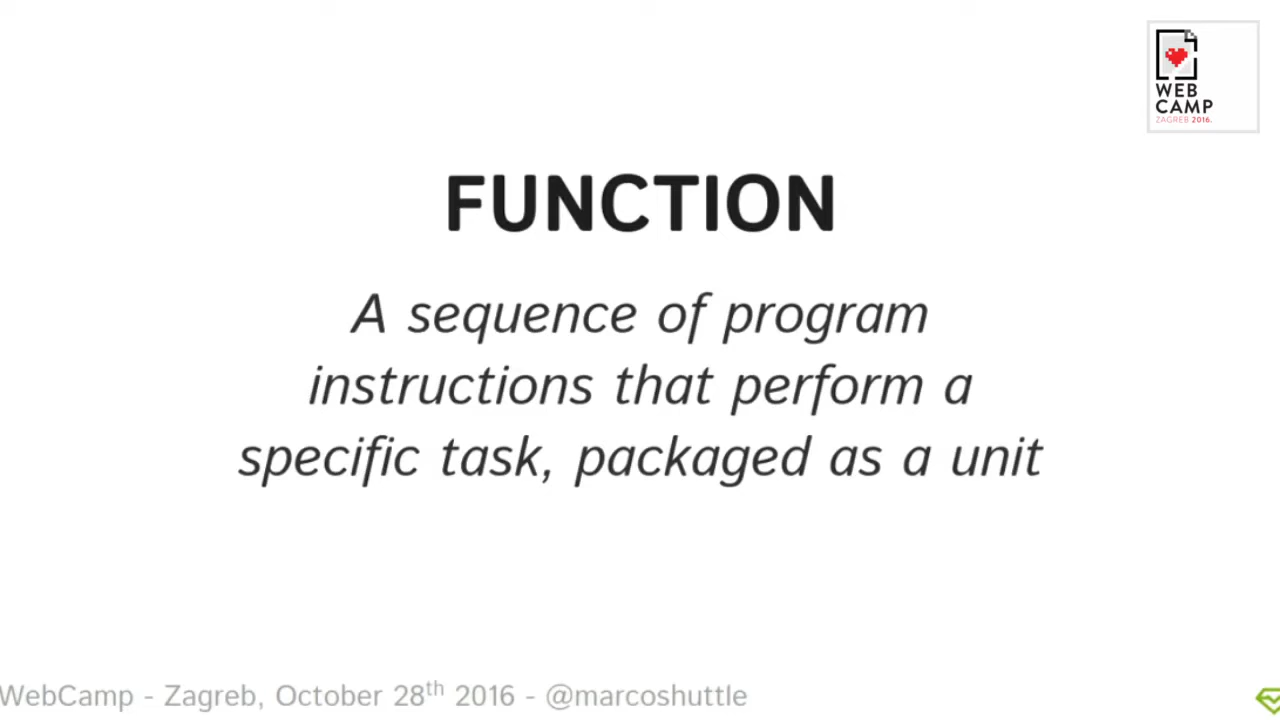 WEB
CAMP
ZAGREB 2016.
FUNCTION
A sequence of program
instructions that perform a
specific task, packaged as a unit
WebCamp - Zagreb, October 28th 2016 - @marcoshuttle